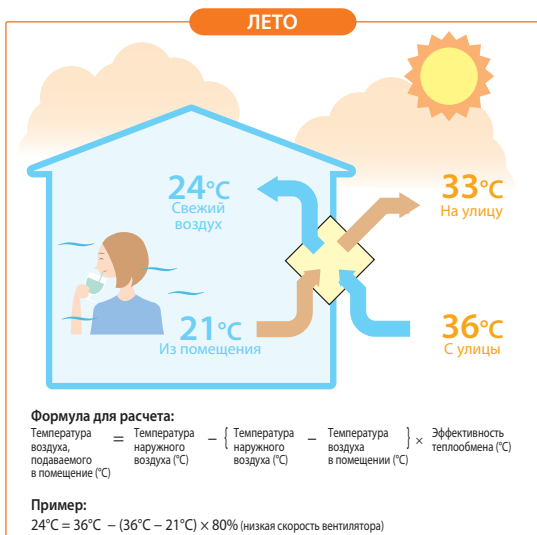 ЛЕТО
24°C
Свежий
воздух
33°C
На улицу
21°C
Из помещения
36°C
С улицы
Формула для расчета:
Температура воздуха, подаваемого в помещение (°C) = Температура наружного воздуха (°C) – { Температура наружного воздуха (°C) – Температура воздуха в помещении (°C) } × Эффективность теплообмена (°C)
Пример:
24°C = 36°C – (36°C – 21°C) × 80% (низкая скорость вентилятора)